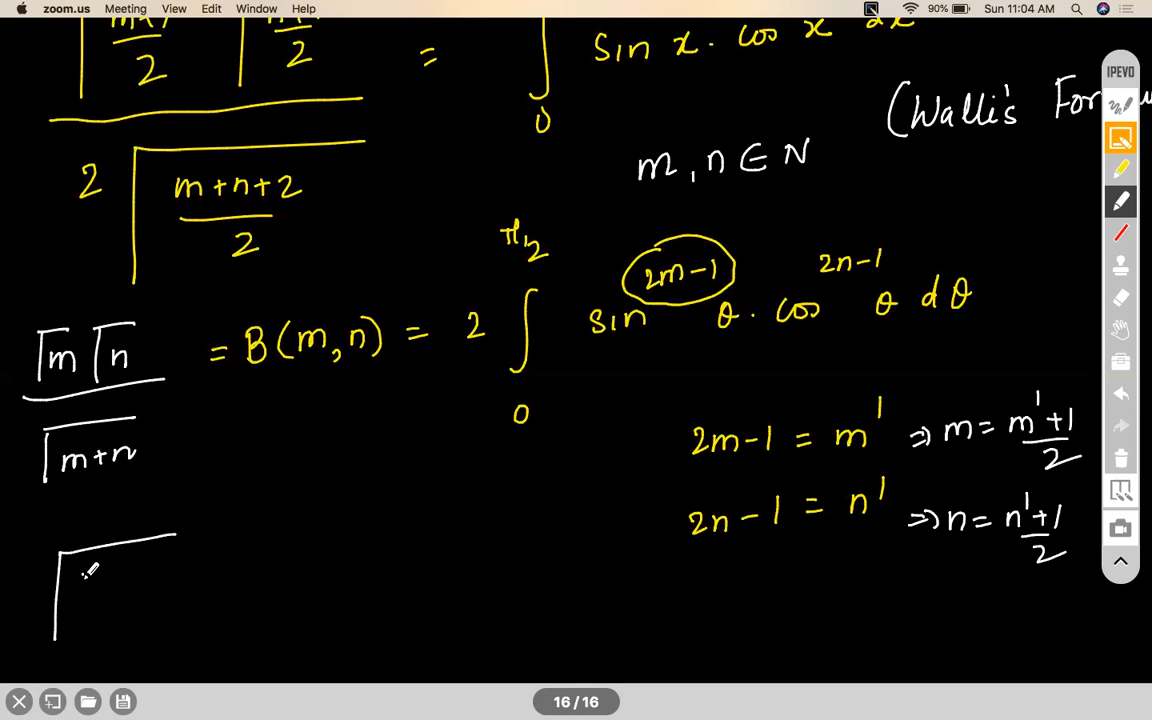 zoom.us Meeting View Edit Window Help 90% Sun 11:04 AM
2 2 = ∫ sin x . cos x dx
0
IPEVO
(Walli's
2 Γ m+n+2 / 2
m , n ∈ N
π/2
2m-1 2n-1
Γm Γn = B(m,n) = 2 ∫ sin θ . cos θ dθ
0
Γm+n
2m-1 = m' ⇒ m = m'+1 / 2
2n-1 = n' ⇒ n = n'+1 / 2
16 / 16